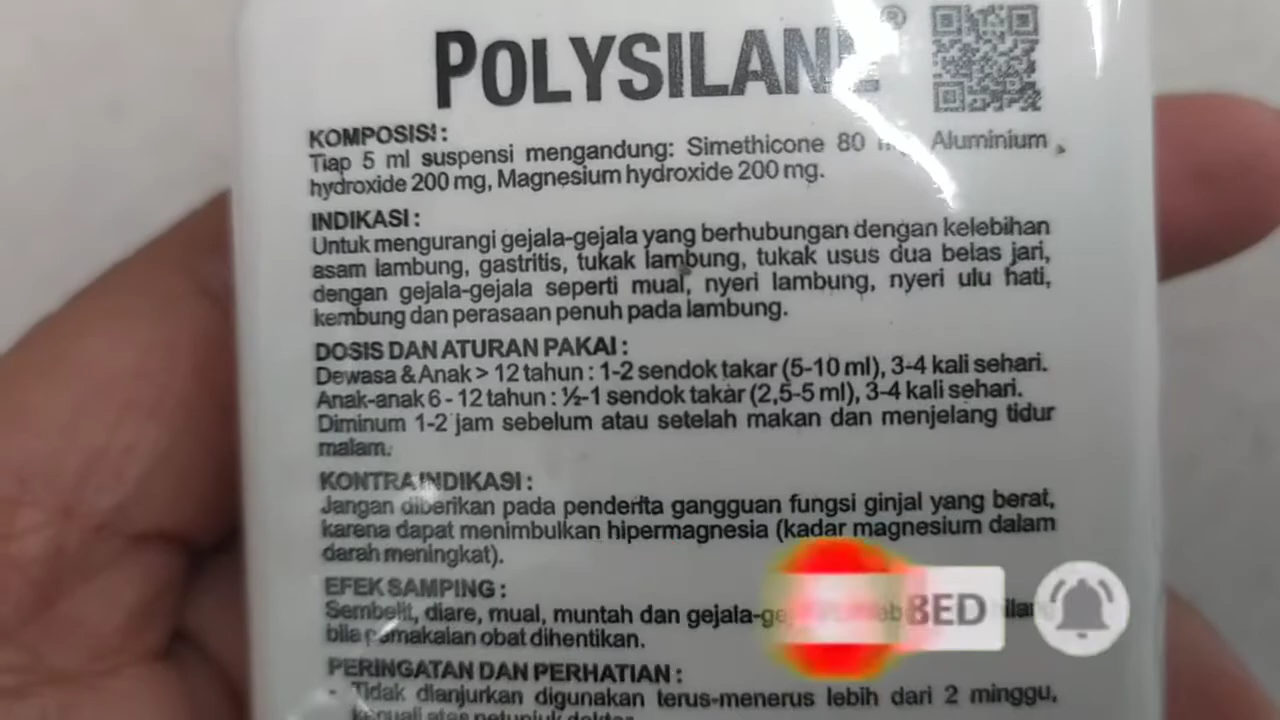 POLYSILANE®
KOMPOSISI :
Tiap 5 ml suspensi mengandung: Simethicone 80 Aluminium
hydroxide 200 mg, Magnesium hydroxide 200 mg.
INDIKASI :
Untuk mengurangi gejala-gejala yang berhubungan dengan kelebihan
asam lambung, gastritis, tukak lambung, tukak usus dua belas jari,
dengan gejala-gejala seperti mual, nyeri lambung, nyeri ulu hati,
kembung dan perasaan penuh pada lambung.
DOSIS DAN ATURAN PAKAI :
Dewasa & Anak > 12 tahun : 1-2 sendok takar (5-10 ml), 3-4 kali sehari.
Anak-anak 6 - 12 tahun : ½-1 sendok takar (2,5-5 ml), 3-4 kali sehari.
Diminum 1-2 jam sebelum atau setelah makan dan menjelang tidur
malam.
KONTRA INDIKASI :
Jangan diberikan pada penderita gangguan fungsi ginjal yang berat,
karena dapat menimbulkan hipermagnesia (kadar magnesium dalam
darah meningkat).
EFEK SAMPING :
Sembelit, diare, mual, muntah dan
BED
bila pemakaian obat dihentikan.
PERINGATAN DAN PERHATIAN :
- Tidak dianjurkan digunakan terus-menerus lebih dari 2 minggu,